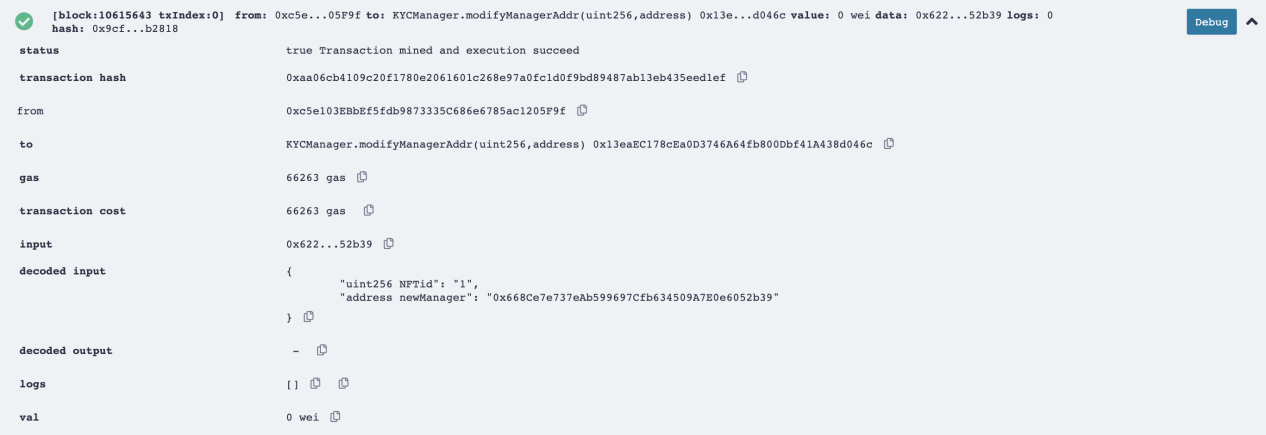 [block:10615643 txIndex:0] from: 0xc5e...05F9f to: KYCManager.modifyManagerAddr(uint256,address) 0x13e...d046c value: 0 wei data: 0x622...52b39 logs: 0
hash: 0x9cf...b2818
Debug
status true Transaction mined and execution succeed
transaction hash 0xaa06cb4109c20f1780e2061601c268e97a0fc1d0f9bd89487ab13eb435eed1ef
from 0xc5e103EBbEf5fdb9873335C686e6785ac1205F9f
to KYCManager.modifyManagerAddr(uint256,address) 0x13eaEC178cEa0D3746A64fb800Dbf41A438d046c
gas 66263 gas
transaction cost 66263 gas
input 0x622...52b39
decoded input {
"uint256 NFTid": "1",
"address newManager": "0x668Ce7e737eAb599697Cfb634509A7E0e6052b39"
}
decoded output -
logs []
val 0 wei